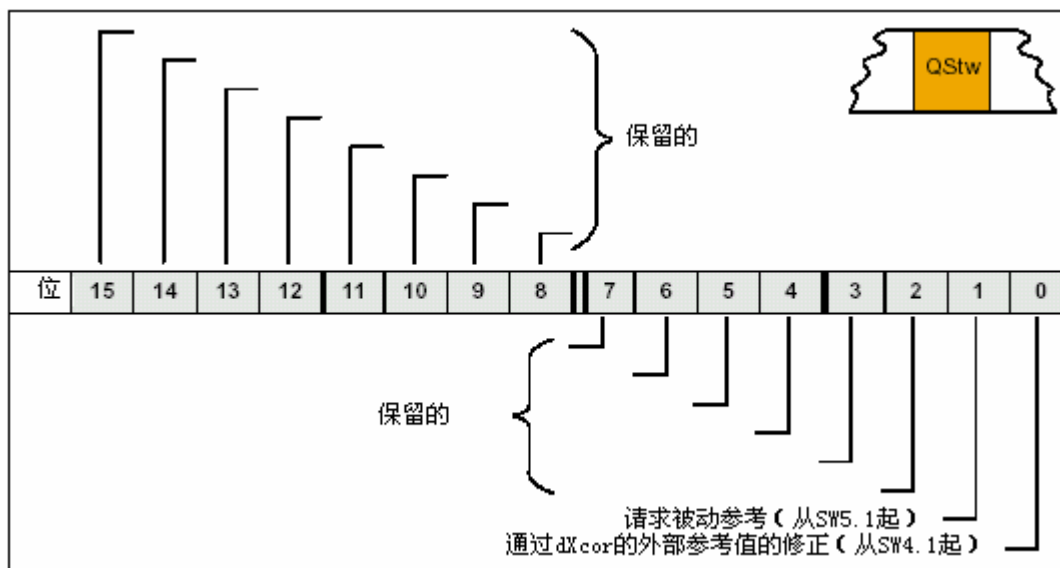 QStw
保留的
位 15 14 13 12 11 10 9 8 7 6 5 4 3 2 1 0
保留的
请求被动参考（从SW5.1起）
通过dXcor的外部参考值的修正（从SW4.1起）